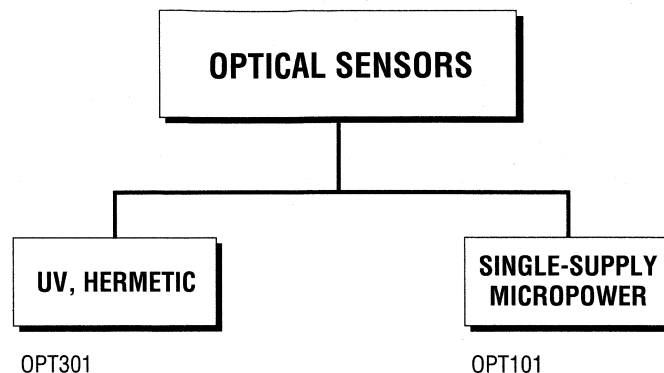 OPTICAL SENSORS
UV, HERMETIC
SINGLE-SUPPLY
MICROPOWER
OPT301
OPT101